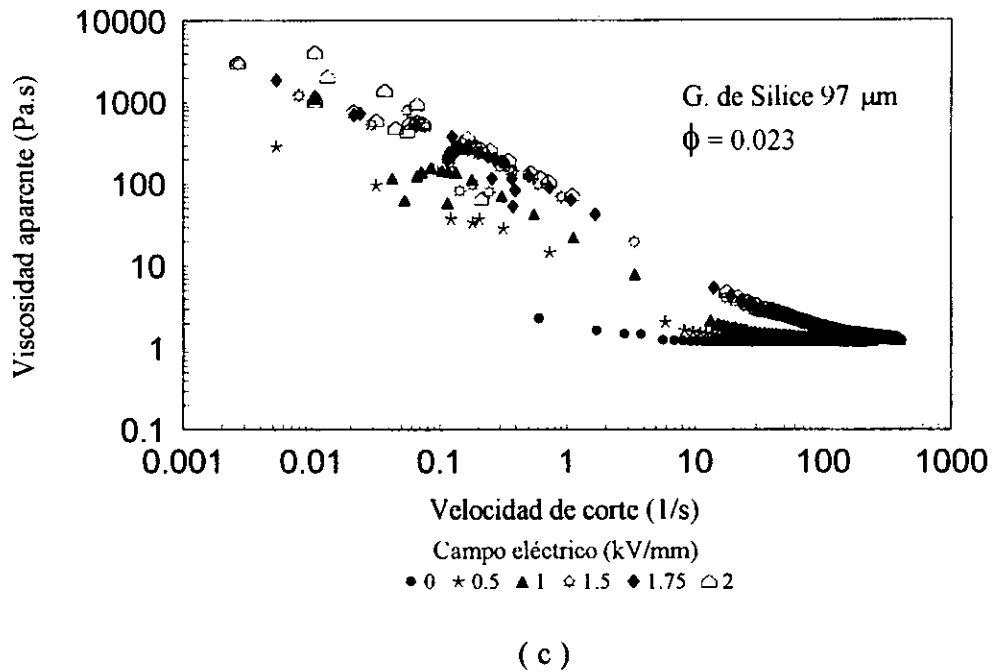 10000
1000
100
10
1
0.1
Viscosidad aparente (Pa.s)
G. de Silice 97 µm
ϕ = 0.023
0.001 0.01 0.1 1 10 100 1000
Velocidad de corte (1/s)
Campo eléctrico (kV/mm)
0 0.5 1 1.5 1.75 2
( c )